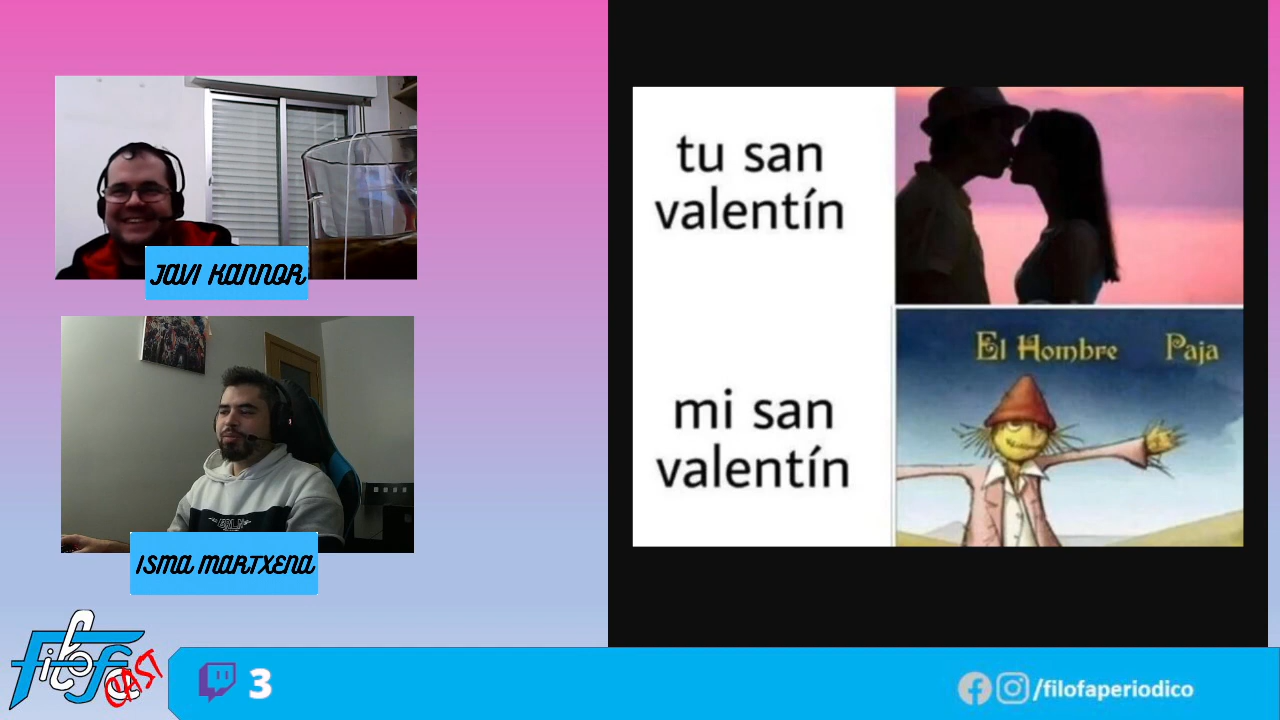 JAVI KANNOR
ISMA MARTXENA
tu san
valentín
mi san
valentín
El Hombre Paja
FiloFa
CAST
3
/filofaperiodico